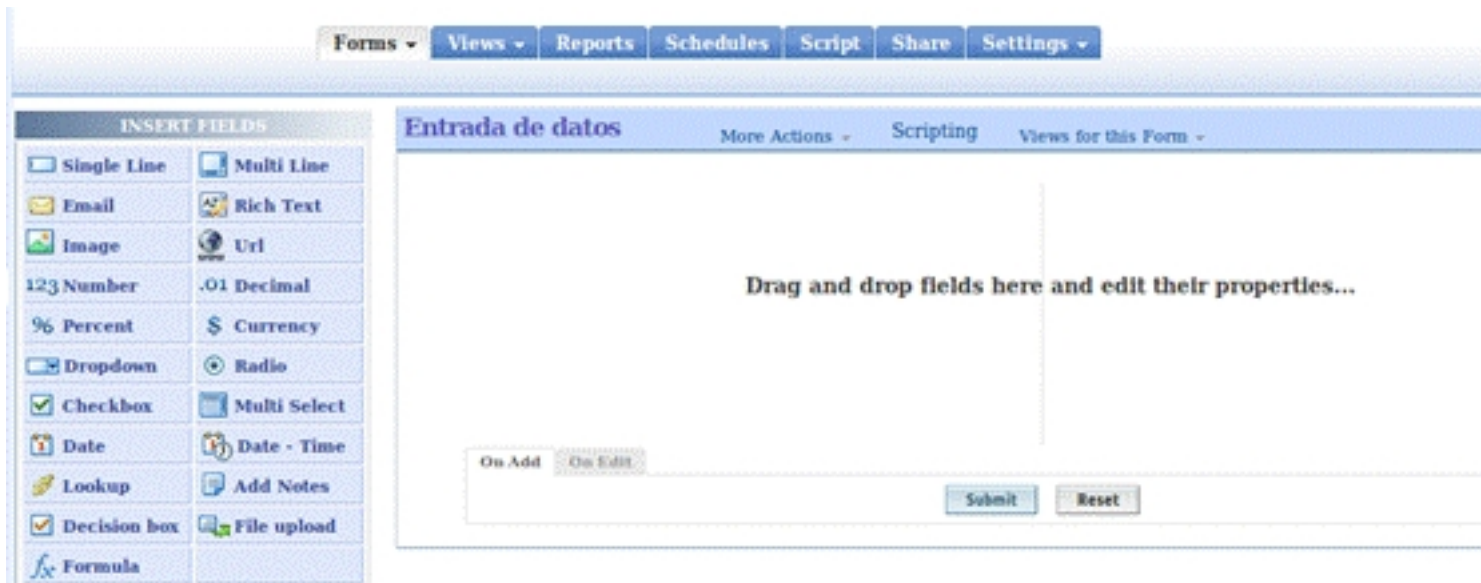 Forms Views Reports Schedules Script Share Settings
INSERT FIELDS
Single Line Multi Line
Email Rich Text
Image Url
123 Number .01 Decimal
% Percent $ Currency
Dropdown Radio
Checkbox Multi Select
Date Date - Time
Lookup Add Notes
Decision box File upload
fx Formula
Entrada de datos More Actions Scripting Views for this Form
Drag and drop fields here and edit their properties...
On Add On Edit
Submit Reset